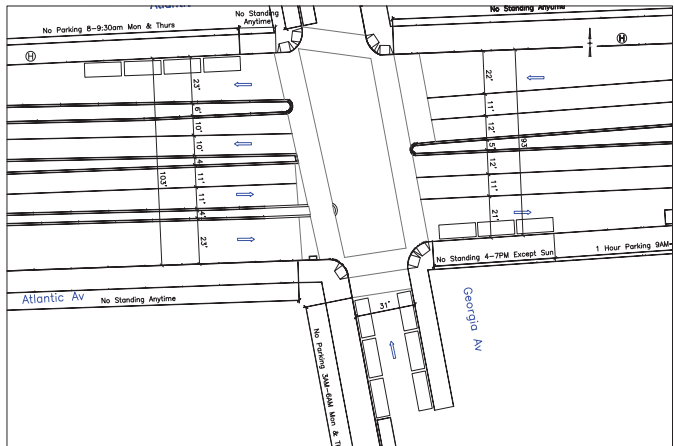 Atlantic
No Parking 8-9:30am Mon & Thurs
No Standing
Anytime
No Standing Anytime
H
H
23'
6'
10'
10'
4'
11'
11'
4'
23'
103'
22'
11'
12'
5'
12'
11'
21'
93'
No Standing 4-7PM Except Sun
1 Hour Parking 9AM-
Atlantic Av
No Standing Anytime
31'
Georgia Av
No Parking 3AM-6AM Mon & Th